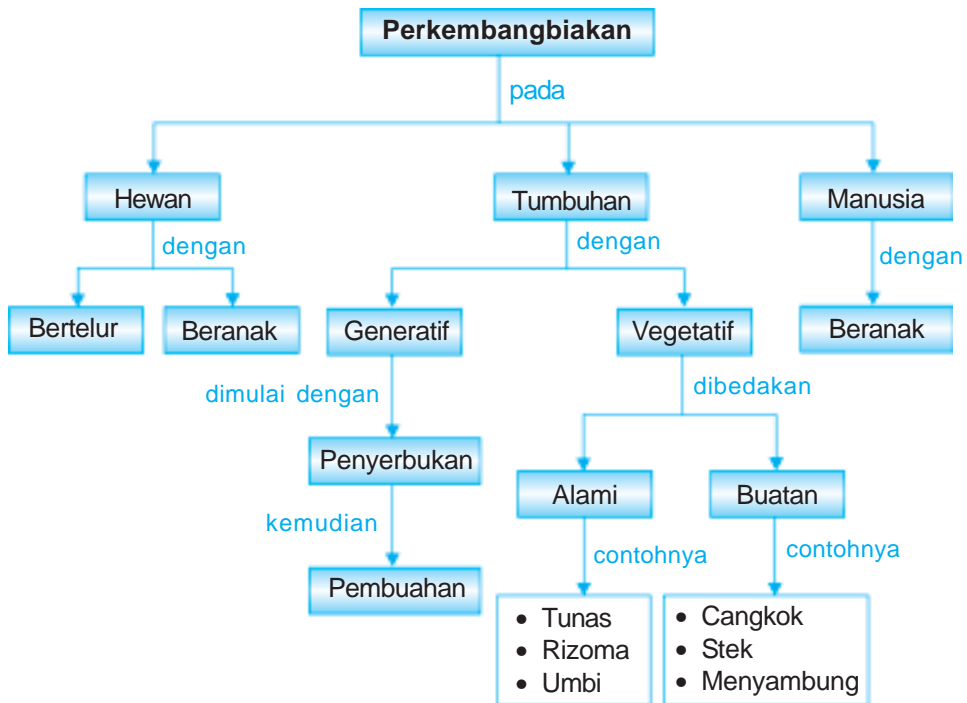 Perkembangbiakan
pada
Hewan
Tumbuhan
Manusia
dengan
dengan
dengan
Bertelur
Beranak
Generatif
Vegetatif
Beranak
dimulai dengan
dibedakan
Penyerbukan
Alami
Buatan
kemudian
contohnya
contohnya
Pembuahan
• Tunas
• Rizoma
• Umbi
• Cangkok
• Stek
• Menyambung